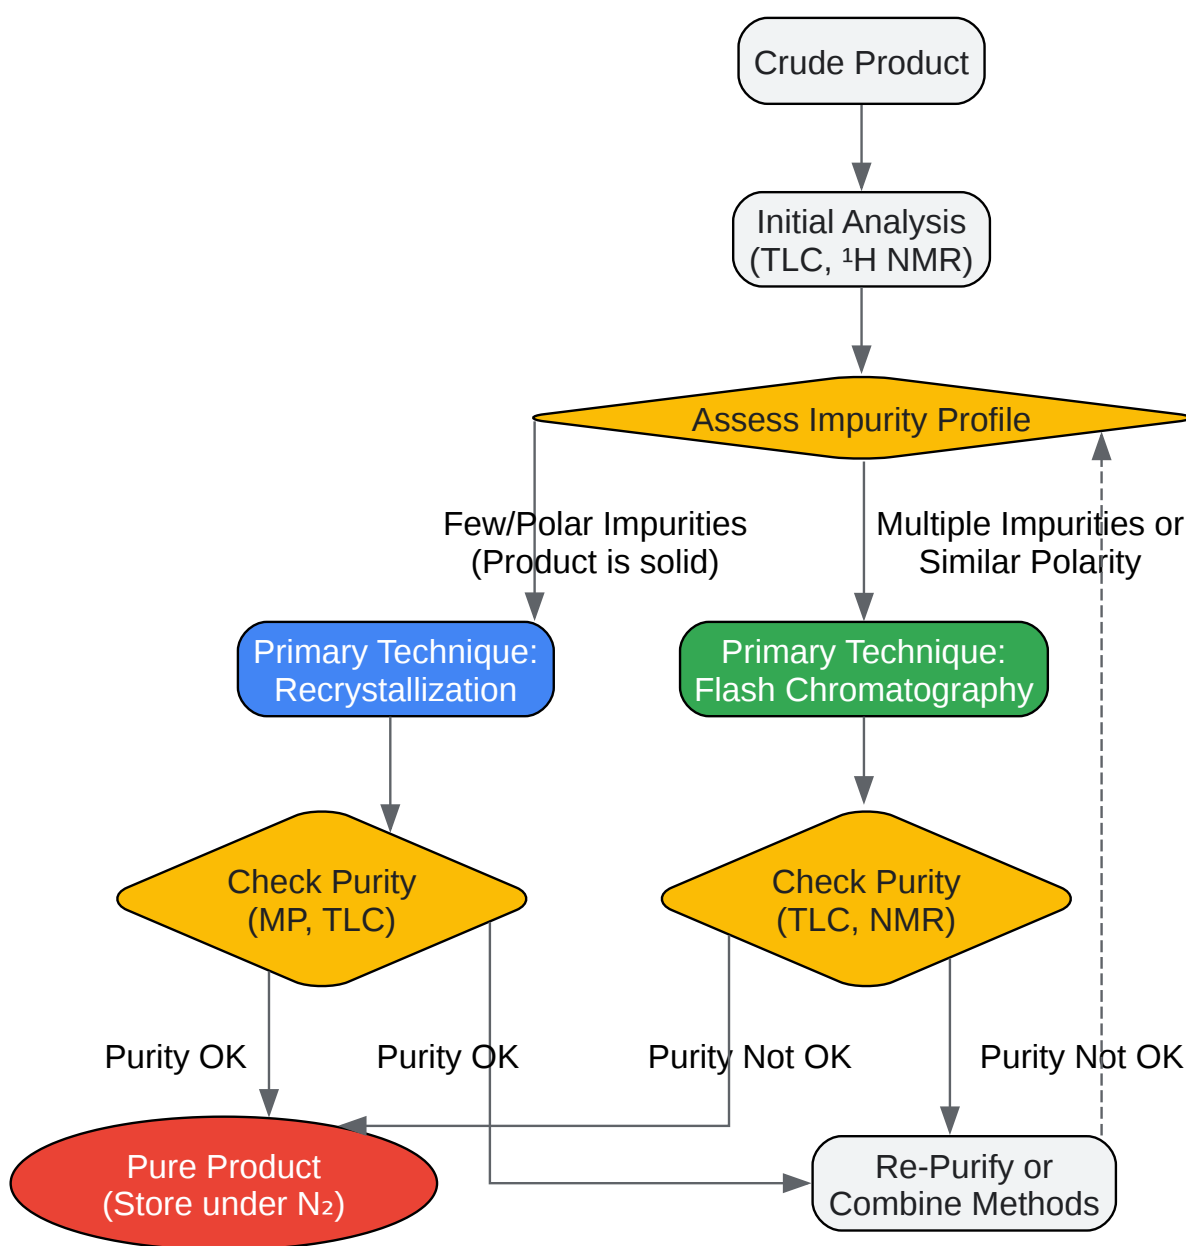 Crude Product
Initial Analysis
(TLC, ¹H NMR)
Assess Impurity Profile
Few/Polar Impurities
(Product is solid)
Multiple Impurities or
Similar Polarity
Primary Technique:
Recrystallization
Primary Technique:
Flash Chromatography
Check Purity
(MP, TLC)
Check Purity
(TLC, NMR)
Purity OK
Purity OK
Purity Not OK
Purity Not OK
Pure Product
(Store under N₂)
Re-Purify or
Combine Methods